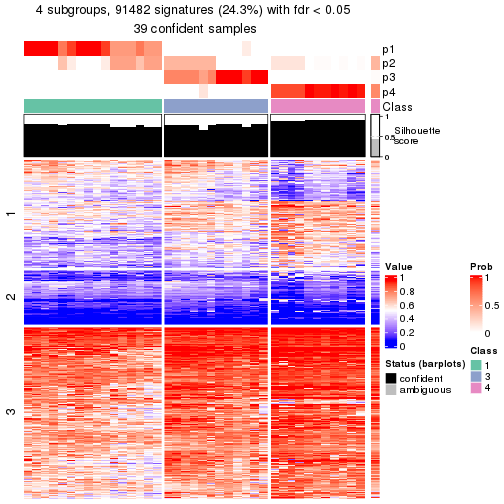 4 subgroups, 91482 signatures (24.3%) with fdr < 0.05
39 confident samples
p1
p2
p3
p4
Class
1
0.5
0
Silhouette
score
1
2
3
Value
1
0.8
0.6
0.4
0.2
0
Prob
1
0.5
0
Status (barplots)
confident
ambiguous
Class
1
3
4